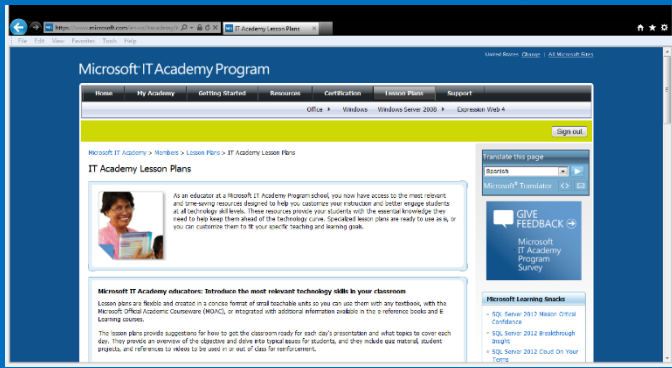 https://www.microsoft.com/
IT Academy Lesson Plans
File Edit View Favorites Tools Help
United States Change | All Microsoft Sites
Microsoft IT Academy Program
Home My Academy Getting Started Resources Certification Lesson Plans Support
Office Windows Windows Server 2008 Expression Web 4
Sign out
Microsoft IT Academy > Members > Lesson Plans > IT Academy Lesson Plans
IT Academy Lesson Plans
As an educator at a Microsoft IT Academy Program school, you now have access to the most relevant
and time-saving resources designed to help you customize your instruction and better engage students
at all technology skill levels. These resources provide your students with the essential knowledge they
need to help keep them ahead of the technology curve. Specialized lesson plans are ready to use as is, or
you can customize them to fit your specific teaching and learning goals.
Microsoft IT Academy educators: Introduce the most relevant technology skills in your classroom
Lesson plans are flexible and created in a concise format of small teachable units so you can use them with any textbook, with the
Microsoft Official Academic Courseware (MOAC), or integrated with additional information available in the e-reference books and E-
Learning courses.
The lesson plans provide suggestions for how to get the classroom ready for each day's presentation and what topics to cover each
day. They provide an overview of the objective and delve into typical issues for students, and they include quiz material, student
projects, and references to videos to be used in or out of class for reinforcement.
Translate this page
Spanish
Microsoft® Translator
GIVE
FEEDBACK
Microsoft
IT Academy
Program
Survey
Microsoft Learning Snacks
SQL Server 2012 Mission Critical
Confidence
SQL Server 2012 Breakthrough
Insight
SQL Server 2012 Cloud On Your
Terms